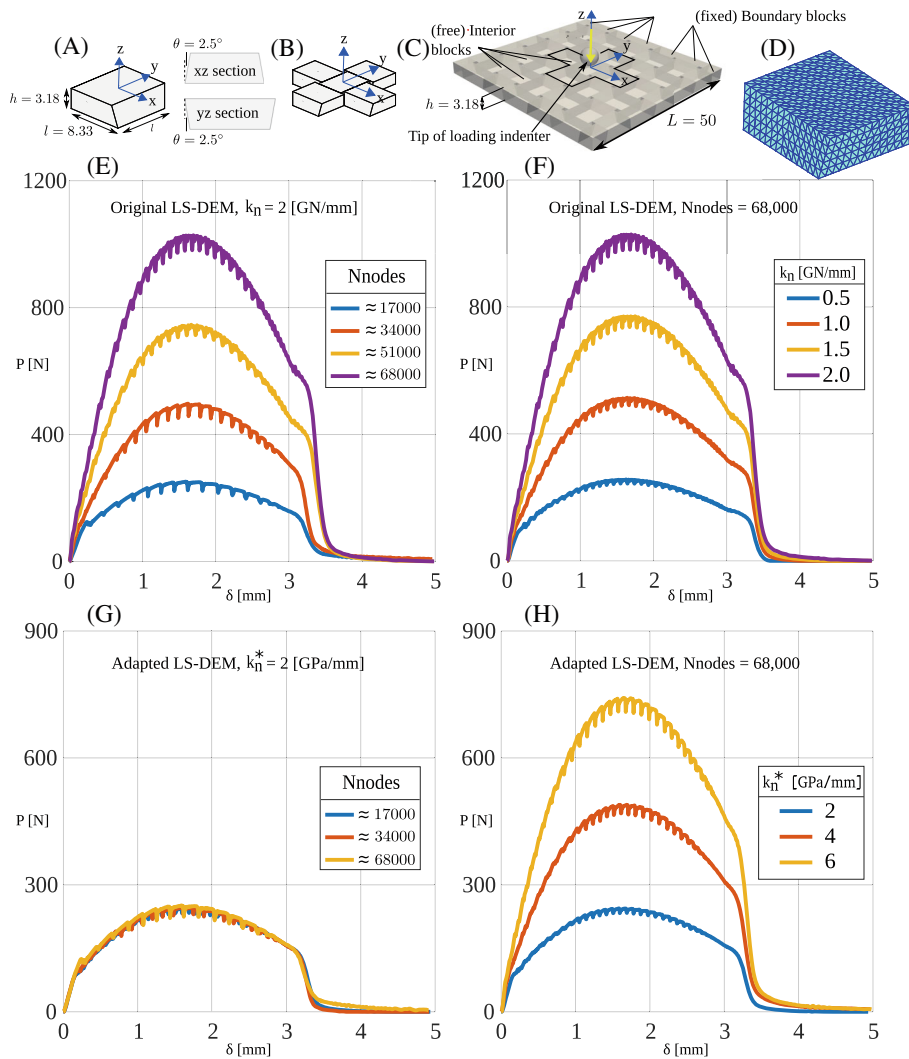 (A)
z
y
x
h = 3.18
l = 8.33
l
θ = 2.5°
xz section
yz section
θ = 2.5°
(B)
z
y
x
(C)
z
y
x
(free) Interior
blocks
(fixed) Boundary blocks
h = 3.18
Tip of loading indenter
L = 50
(D)
(E)
Original LS-DEM, kn = 2 [GN/mm]
Nnodes
≈ 17000
≈ 34000
≈ 51000
≈ 68000
1200
800
P [N]
400
0
0 1 2 3 4 5
δ [mm]
(F)
Original LS-DEM, Nnodes = 68,000
kn [GN/mm]
0.5
1.0
1.5
2.0
1200
800
P [N]
400
0
0 1 2 3 4 5
δ [mm]
(G)
Adapted LS-DEM, kn* = 2 [GPa/mm]
Nnodes
≈ 17000
≈ 34000
≈ 68000
900
600
P [N]
300
0
0 1 2 3 4 5
δ [mm]
(H)
Adapted LS-DEM, Nnodes = 68,000
kn* [GPa/mm]
2
4
6
900
600
P [N]
300
0
0 1 2 3 4 5
δ [mm]